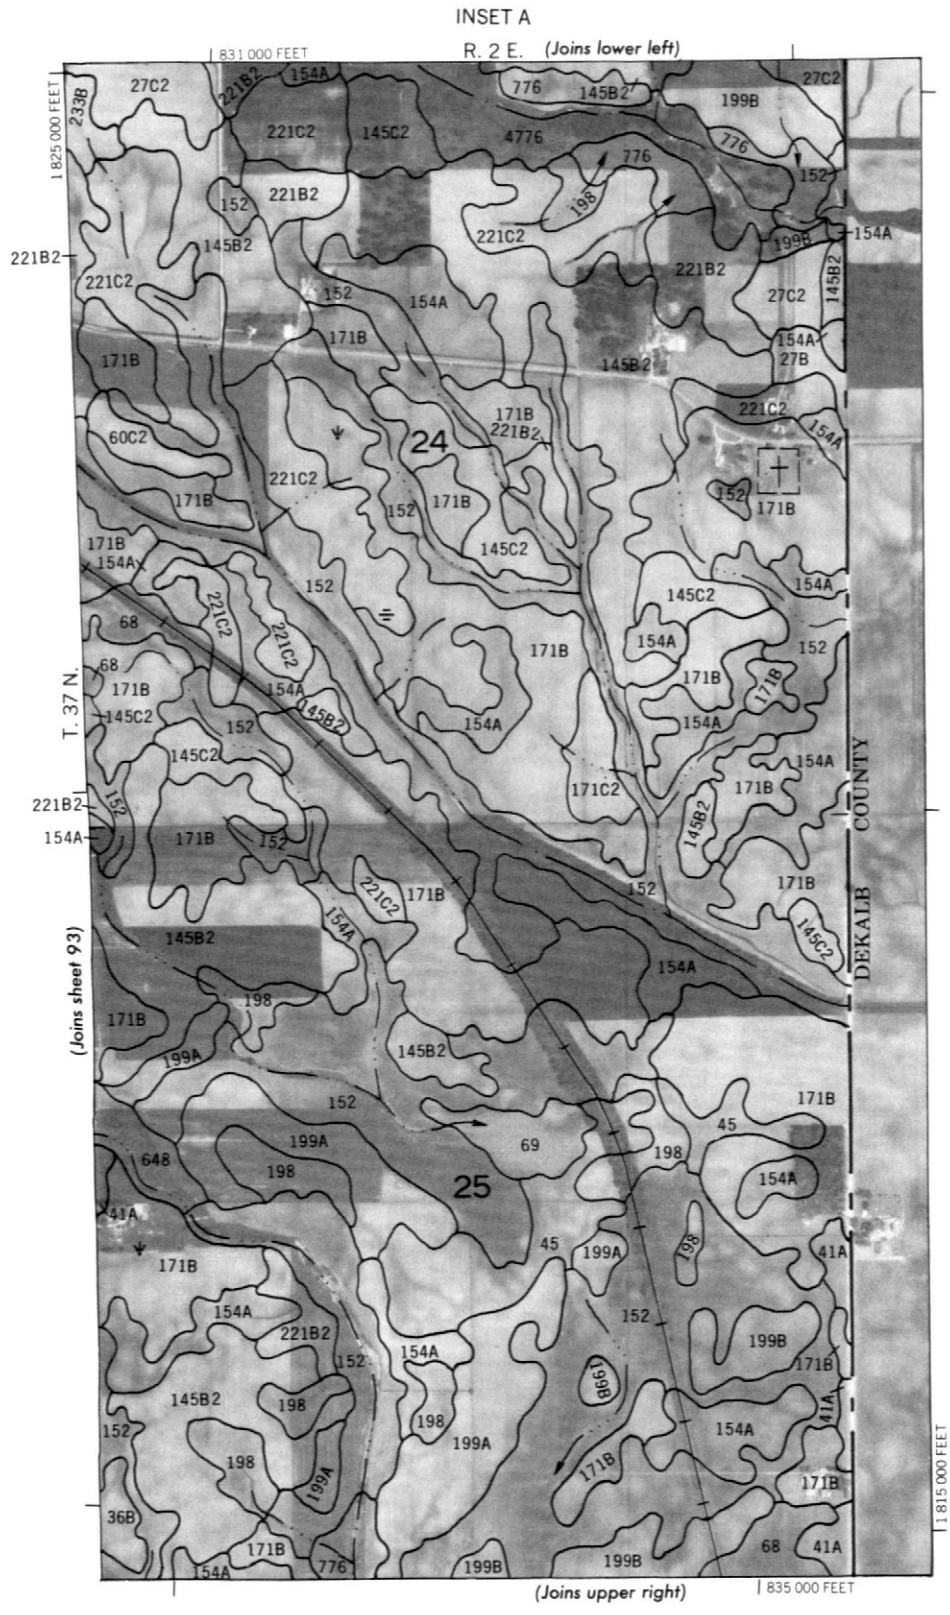 INSET A
831 000 FEET
R. 2 E. (Joins lower left)
1 825 000 FEET
233B
27C2
221B2
154A
776
145B2
27C2
199B
221C2
145C2
4776
776
776
152
152
221B2
198
221C2
199B
154A
145B2
221B2
221C2
221B2
27C2
145B2
152
154A
171B
171B
145B2
154A
27B
171B
221B2
221C2
154A
60C2
24
221C2
171B
152
171B
152
171B
145C2
171B
154A
152
221C2
145C2
154A
68
221C2
154A
171B
152
68
171B
154A
171B
171B
T. 37 N.
145C2
152
145B2
154A
154A
145C2
171C2
154A
171B
221B2
152
145B2
154A
171B
152
COUNTY
221C2
171B
152
171B
154A
145C2
DEKALB
145B2
154A
(Joins sheet 93)
198
171B
199A
145B2
152
171B
45
199A
69
198
648
198
154A
25
41A
45
199A
198
41A
171B
154A
152
221B2
199B
154A
152
171B
145B2
199B
41A
198
198
154A
152
199A
198
171B
171B
199A
1 815 000 FEET
36B
171B
68
41A
154A
776
199B
199B
(Joins upper right)
835 000 FEET